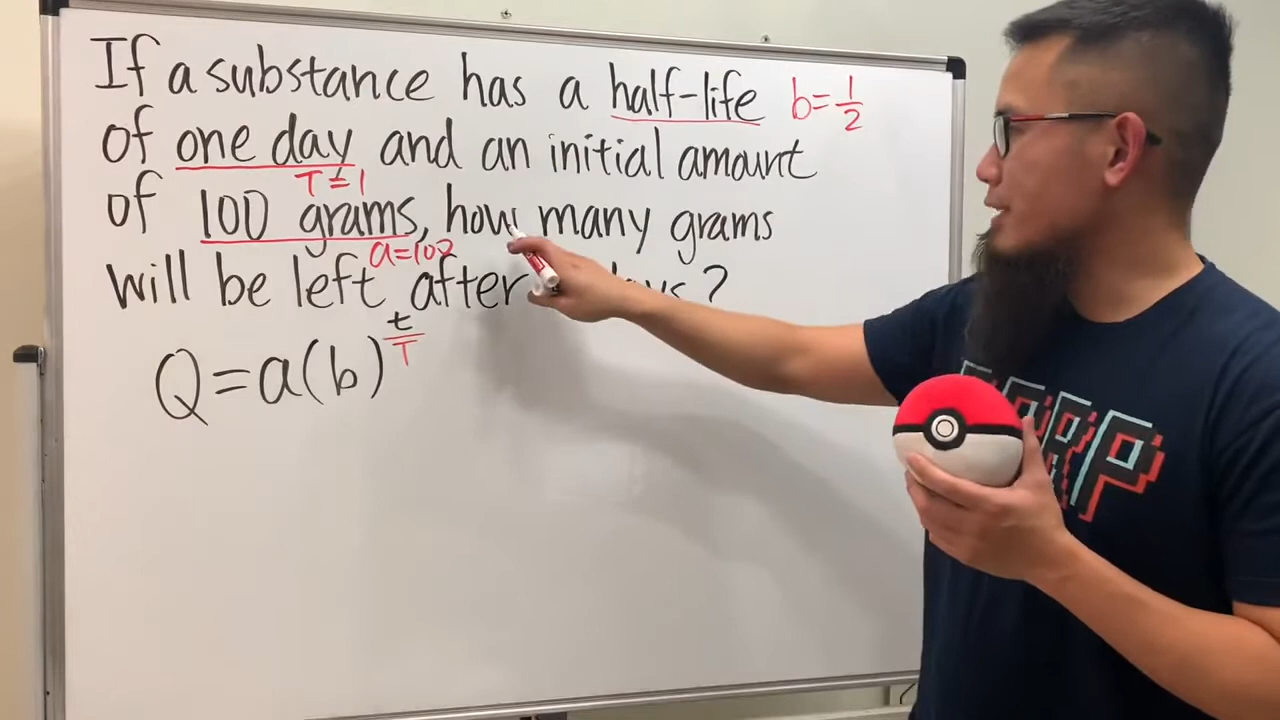 If a substance has a half-life b=1/2
of one day and an initial amount
T=1
of 100 grams, how many grams
a=100
will be left after ?
Q=a(b)^t/T